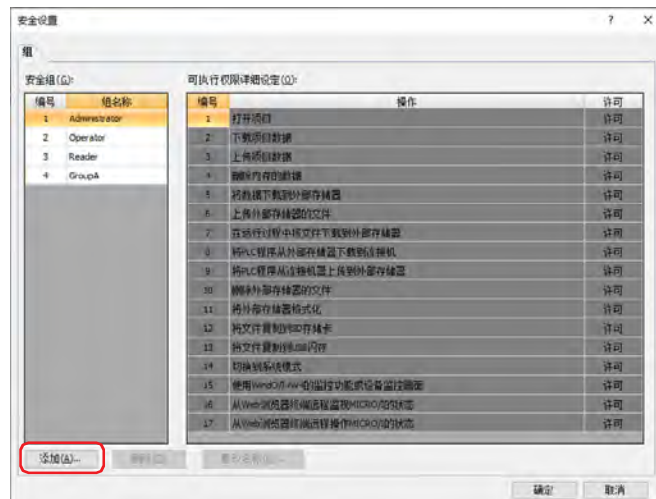 安全设置 ? ×
组
安全组(G): 可执行权限详细设定(O):
编号 组名称 编号 操作 许可
1 Administrator 1 打开项目 许可
2 Operator 2 下载项目数据 许可
3 Reader 3 上传项目数据 许可
4 GroupA 4 删除内存的数据 许可
5 将数据下载到外部存储器 许可
6 上传外部存储器的文件 许可
7 在运行过程中将文件下载到外部存储器 许可
8 将PLC程序从外部存储器下载到连接机 许可
9 将PLC程序从连接机器上传到外部存储器 许可
10 删除外部存储器的文件 许可
11 将外部存储器格式化 许可
12 将文件复制到SD存储卡 许可
13 将文件复制到USB闪存 许可
14 切换到系统模式 许可
15 使用WindO/I-NV4的监控功能或设备监控画面 许可
16 从Web浏览器终端远程监视MICRO/I的状态 许可
17 从Web浏览器终端远程操作MICRO/I的状态 许可
添加(A)... 删除(D) 重命名称(R)...
确定 取消